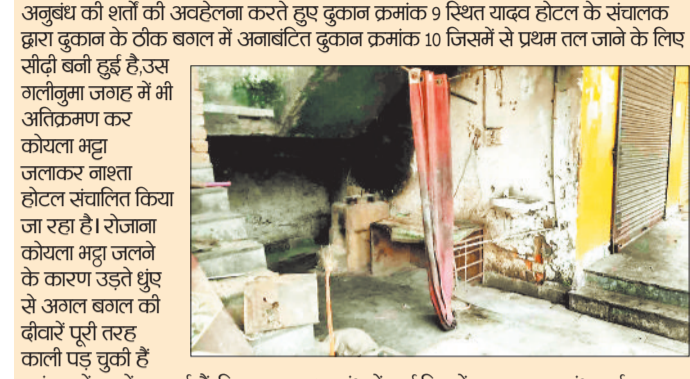 अनुबंध की शर्तों की अवहेलना करते हुए दुकान क्रमांक 9 स्थित यादव होटल के संचालक
द्वारा दुकान के ठीक बगल में अनाबंटित दुकान क्रमांक 10 जिसमें से प्रथम तल जाने के लिए
सीढ़ी बनी हुई है,उस
गलीनुमा जगह में भी
अतिक्रमण कर
कोयला भट्टा
जलाकर नाश्ता
होटल संचालित किया
जा रहा है। रोजाना
कोयला भट्ठा जलने
के कारण उड़ते धुंए
से अगल बगल की
दीवारें पूरी तरह
काली पड़ चुकी हैं